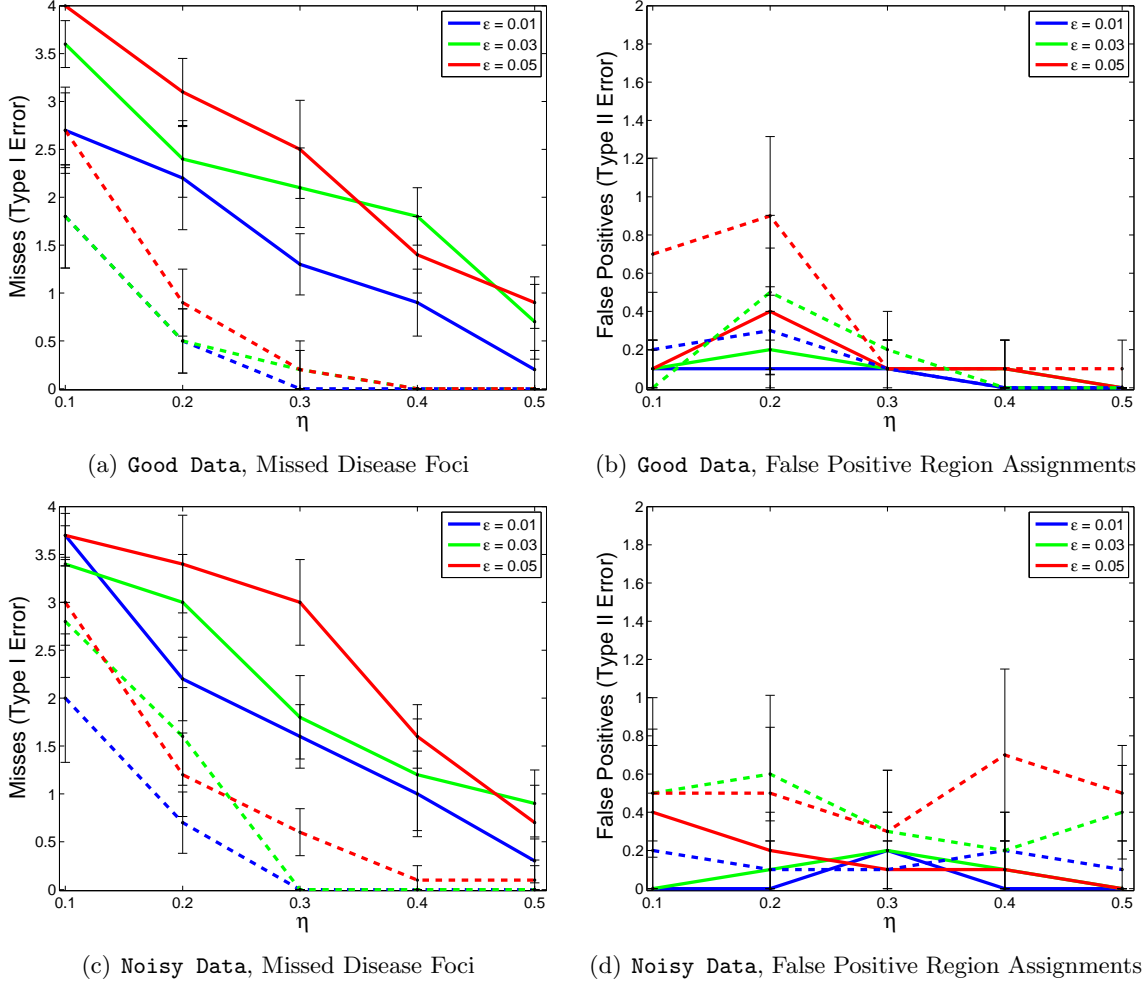 4
3.5
3
2.5
2
1.5
1
0.5
0
Misses (Type I Error)
ε = 0.01
ε = 0.03
ε = 0.05
0.1 0.2 0.3 0.4 0.5
η
(a) Good Data, Missed Disease Foci
2
1.8
1.6
1.4
1.2
1
0.8
0.6
0.4
0.2
0
False Positives (Type II Error)
ε = 0.01
ε = 0.03
ε = 0.05
0.1 0.2 0.3 0.4 0.5
η
(b) Good Data, False Positive Region Assignments
4
3.5
3
2.5
2
1.5
1
0.5
0
Misses (Type I Error)
ε = 0.01
ε = 0.03
ε = 0.05
0.1 0.2 0.3 0.4 0.5
η
(c) Noisy Data, Missed Disease Foci
2
1.8
1.6
1.4
1.2
1
0.8
0.6
0.4
0.2
0
False Positives (Type II Error)
ε = 0.01
ε = 0.03
ε = 0.05
0.1 0.2 0.3 0.4 0.5
η
(d) Noisy Data, False Positive Region Assignments